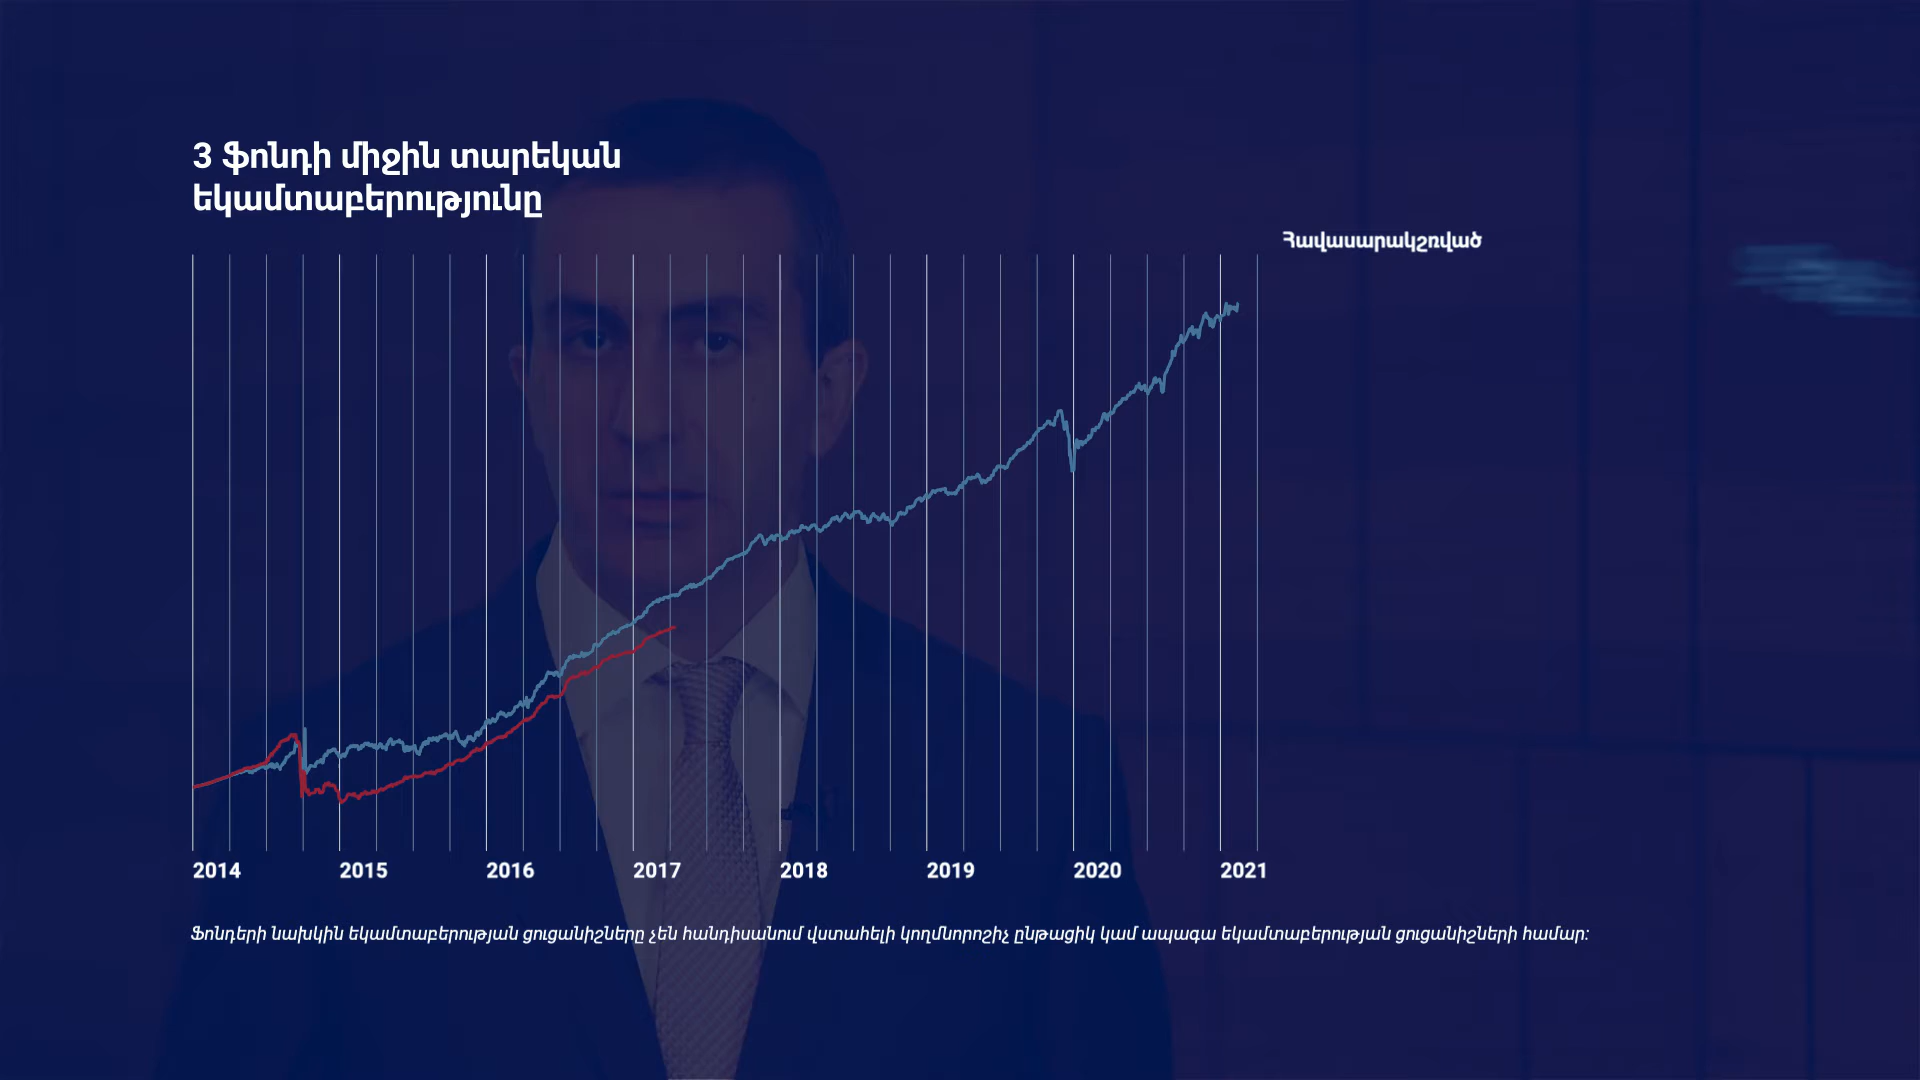 3 ֆոնդի միջին տարեկան
եկամտաբերությունը
Հավասարակշռված
2014 2015 2016 2017 2018 2019 2020 2021
Ֆոնդերի նախկին եկամտաբերության ցուցանիշները չեն հանդիսանում վստահելի կողմնորոշիչ ընթացիկ կամ ապագա եկամտաբերության ցուցանիշների համար: